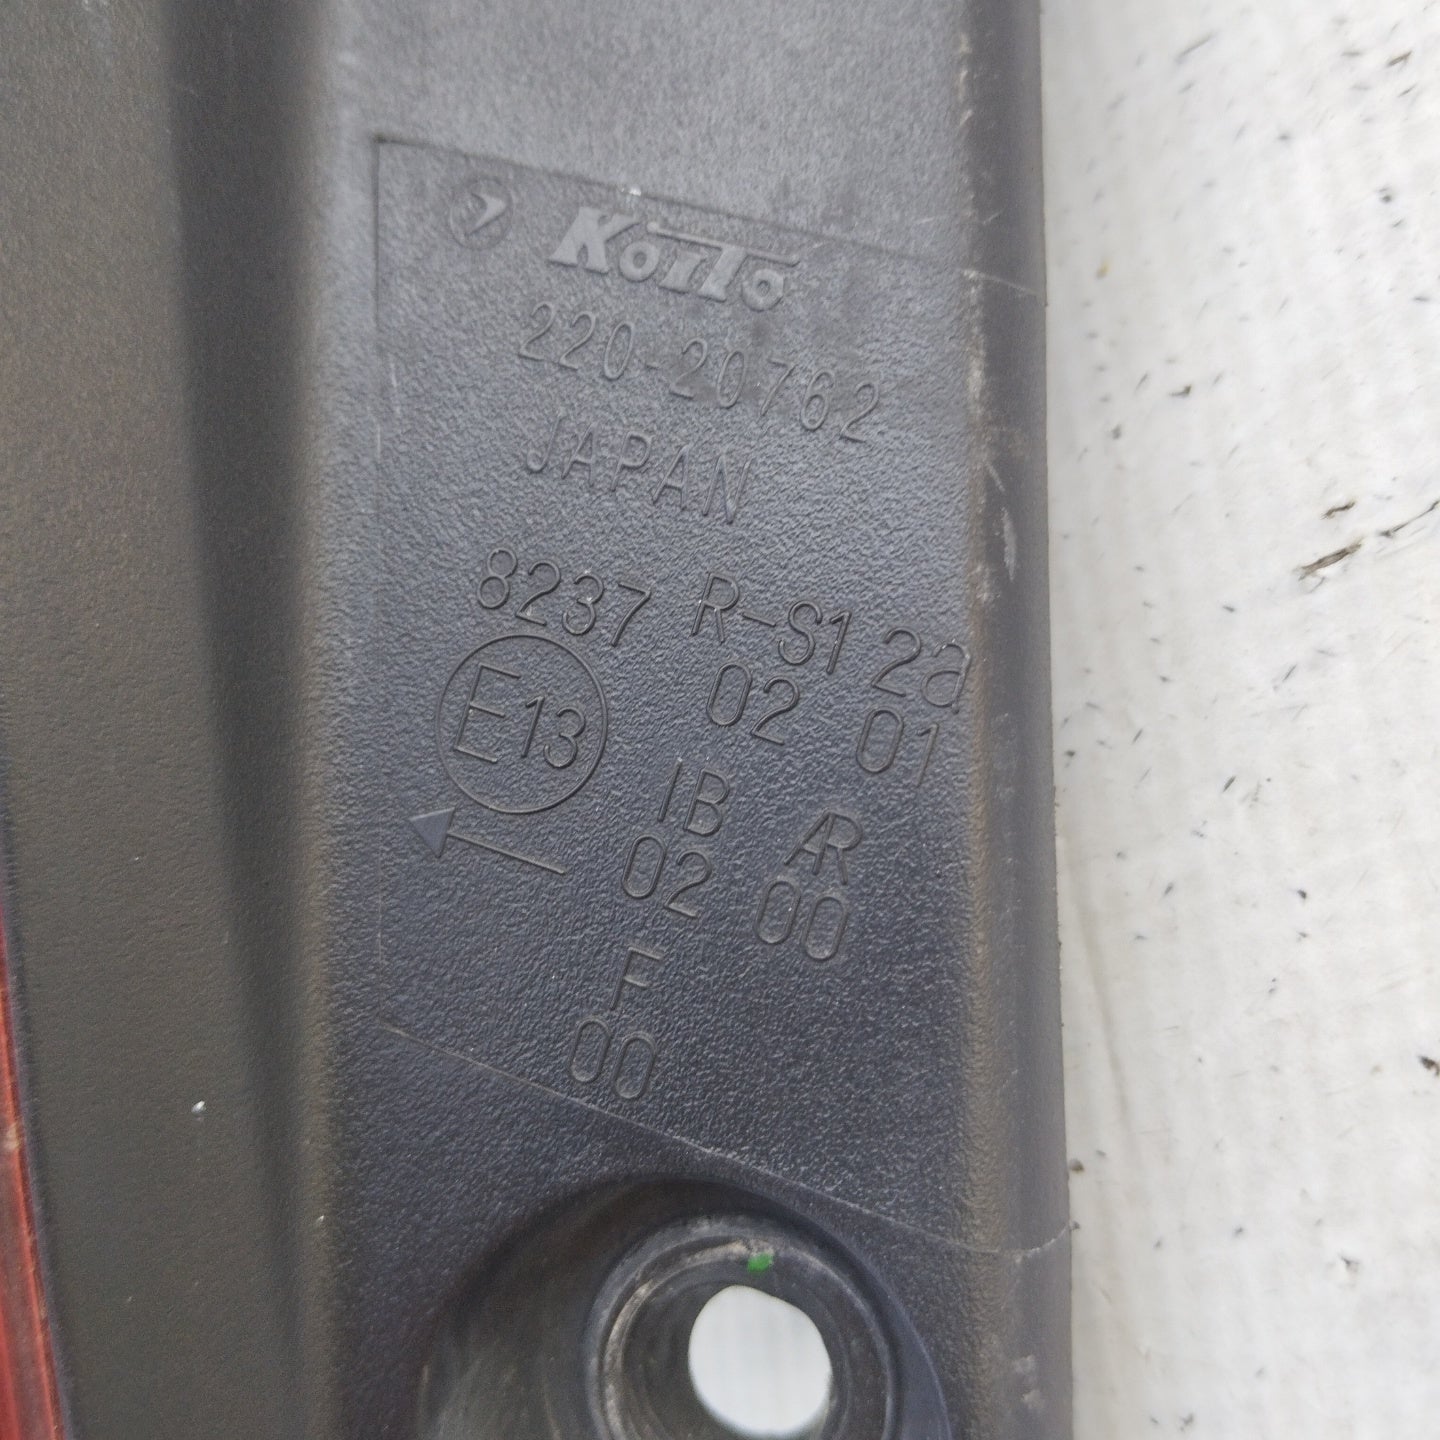 KoiTo
220-20762
JAPAN
8237 R-S1 2a
E13 02 01
IB AR
02 00
F
00